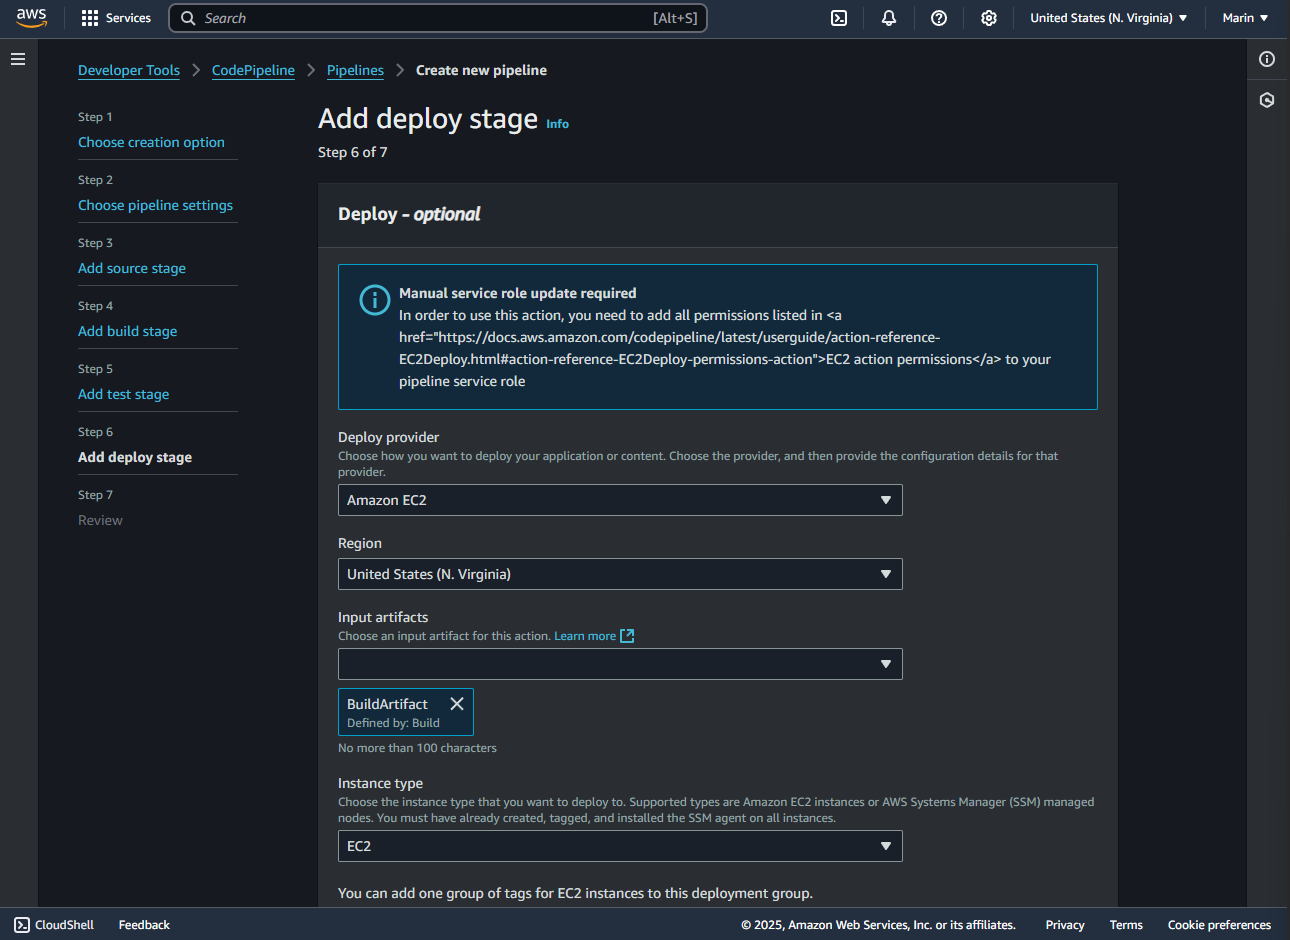 aws
Services
Search
[Alt+S]
United States (N. Virginia)
Marin
Developer Tools
CodePipeline
Pipelines
Create new pipeline
Step 1
Choose creation option
Step 2
Choose pipeline settings
Step 3
Add source stage
Step 4
Add build stage
Step 5
Add test stage
Step 6
Add deploy stage
Step 7
Review
Add deploy stage Info
Step 6 of 7
Deploy - optional
Manual service role update required
In order to use this action, you need to add all permissions listed in <a
href="https://docs.aws.amazon.com/codepipeline/latest/userguide/action-reference-
EC2Deploy.html#action-reference-EC2Deploy-permissions-action">EC2 action permissions</a> to your
pipeline service role
Deploy provider
Choose how you want to deploy your application or content. Choose the provider, and then provide the configuration details for that
provider.
Amazon EC2
Region
United States (N. Virginia)
Input artifacts
Choose an input artifact for this action. Learn more
BuildArtifact
Defined by: Build
No more than 100 characters
Instance type
Choose the instance type that you want to deploy to. Supported types are Amazon EC2 instances or AWS Systems Manager (SSM) managed
nodes. You must have already created, tagged, and installed the SSM agent on all instances.
EC2
You can add one group of tags for EC2 instances to this deployment group.
CloudShell
Feedback
© 2025, Amazon Web Services, Inc. or its affiliates.
Privacy
Terms
Cookie preferences